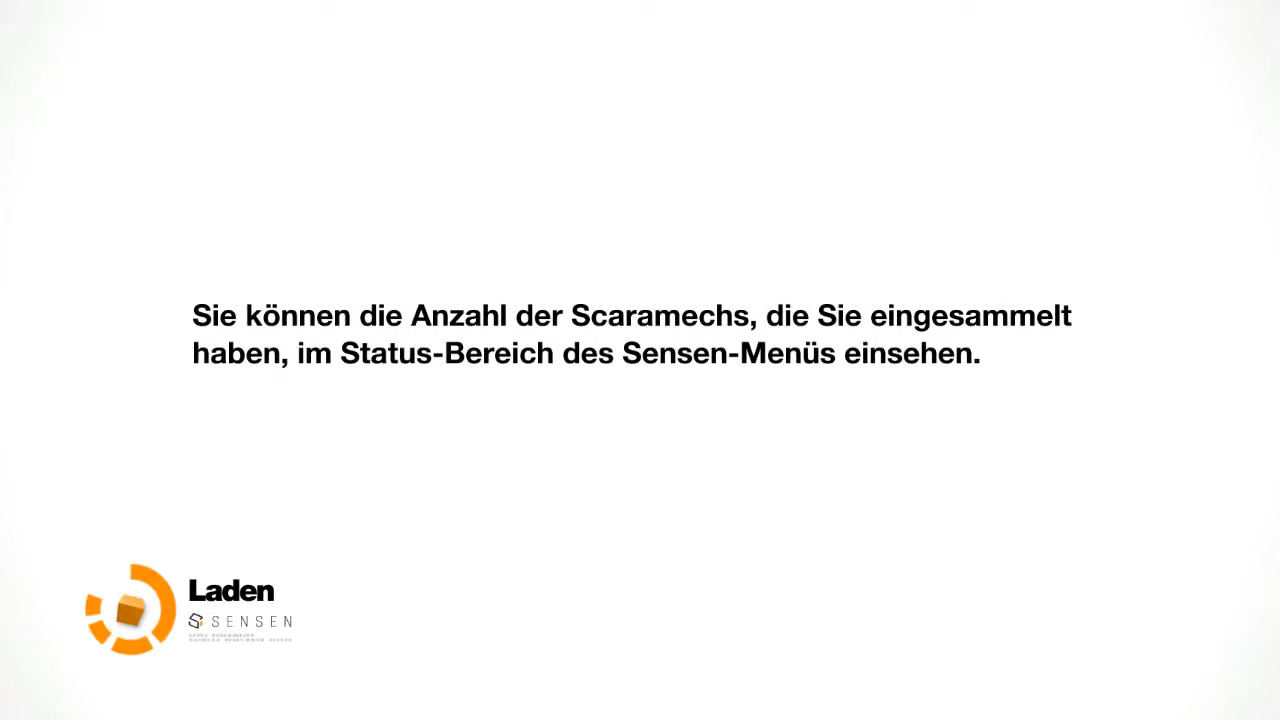 Sie können die Anzahl der Scaramechs, die Sie eingesammelt
haben, im Status-Bereich des Sensen-Menüs einsehen.
Laden
SENSEN